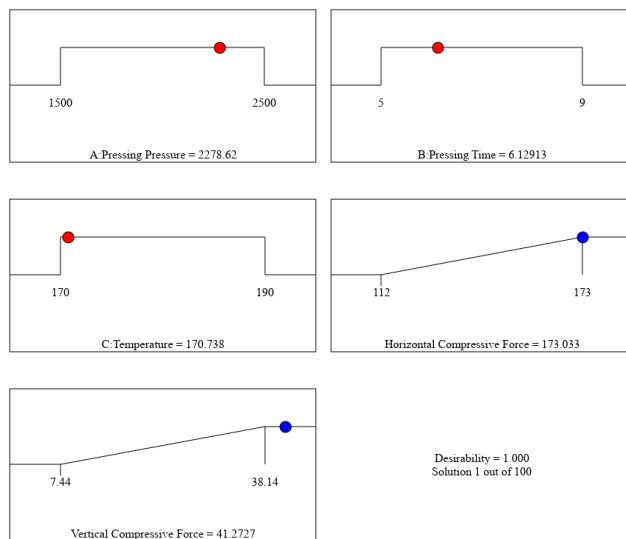 1500 2500
A:Pressing Pressure = 2278.62
5 9
B:Pressing Time = 6.12913
170 190
C:Temperature = 170.738
112 173
Horizontal Compressive Force = 173.033
7.44 38.14
Vertical Compressive Force = 41.2727
Desirability = 1.000
Solution 1 out of 100